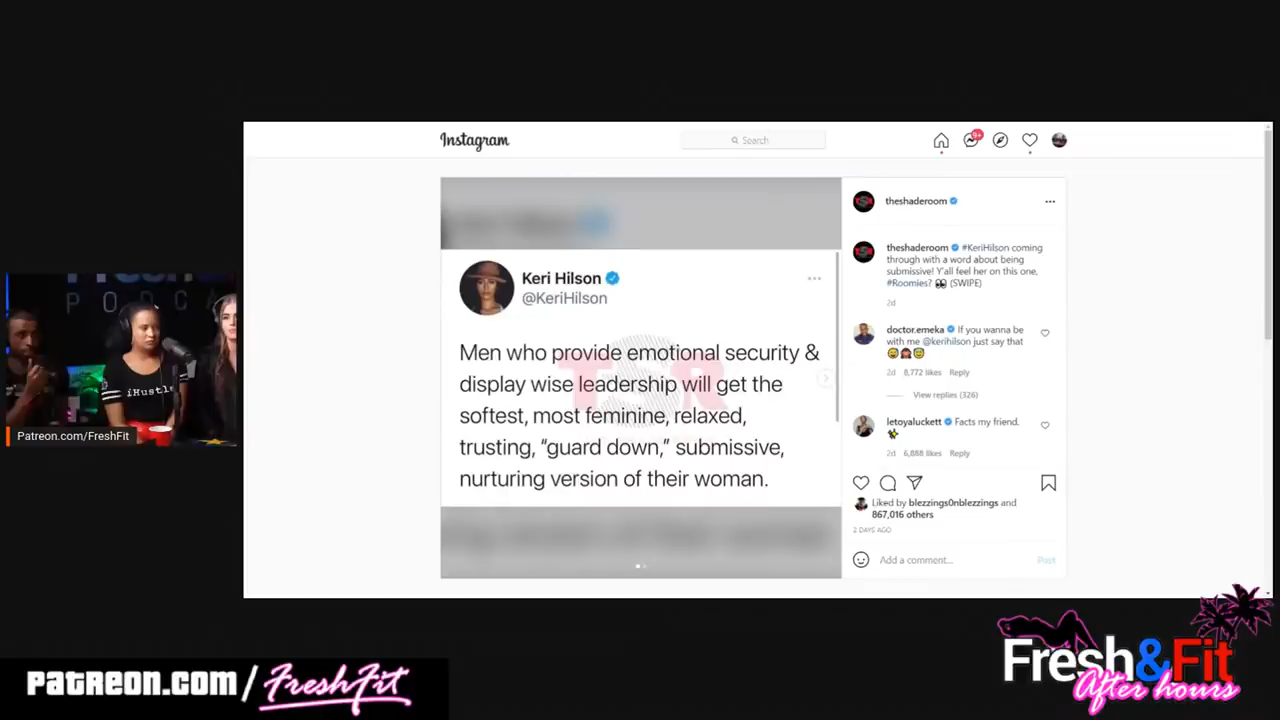 Instagram
Search
9+
theshaderoom
Keri Hilson
@KeriHilson
Men who provide emotional security &
display wise leadership will get the
softest, most feminine, relaxed,
trusting, “guard down,” submissive,
nurturing version of their woman.
TSR
theshaderoom #KeriHilson coming
through with a word about being
submissive! Y'all feel her on this one,
#Roomies? 👀 (SWIPE)
2d
doctor.emeka If you wanna be
with me @kerihilson just say that
2d 8,772 likes Reply
View replies (326)
letoyaluckett Facts my friend.
2d 6,888 likes Reply
Liked by blezzings0nblezzings and
867,016 others
2 DAYS AGO
Add a comment... Post
PODCA
iHustle
Patreon.com/FreshFit
Patreon.com/FreshFit
Fresh&Fit
After hours